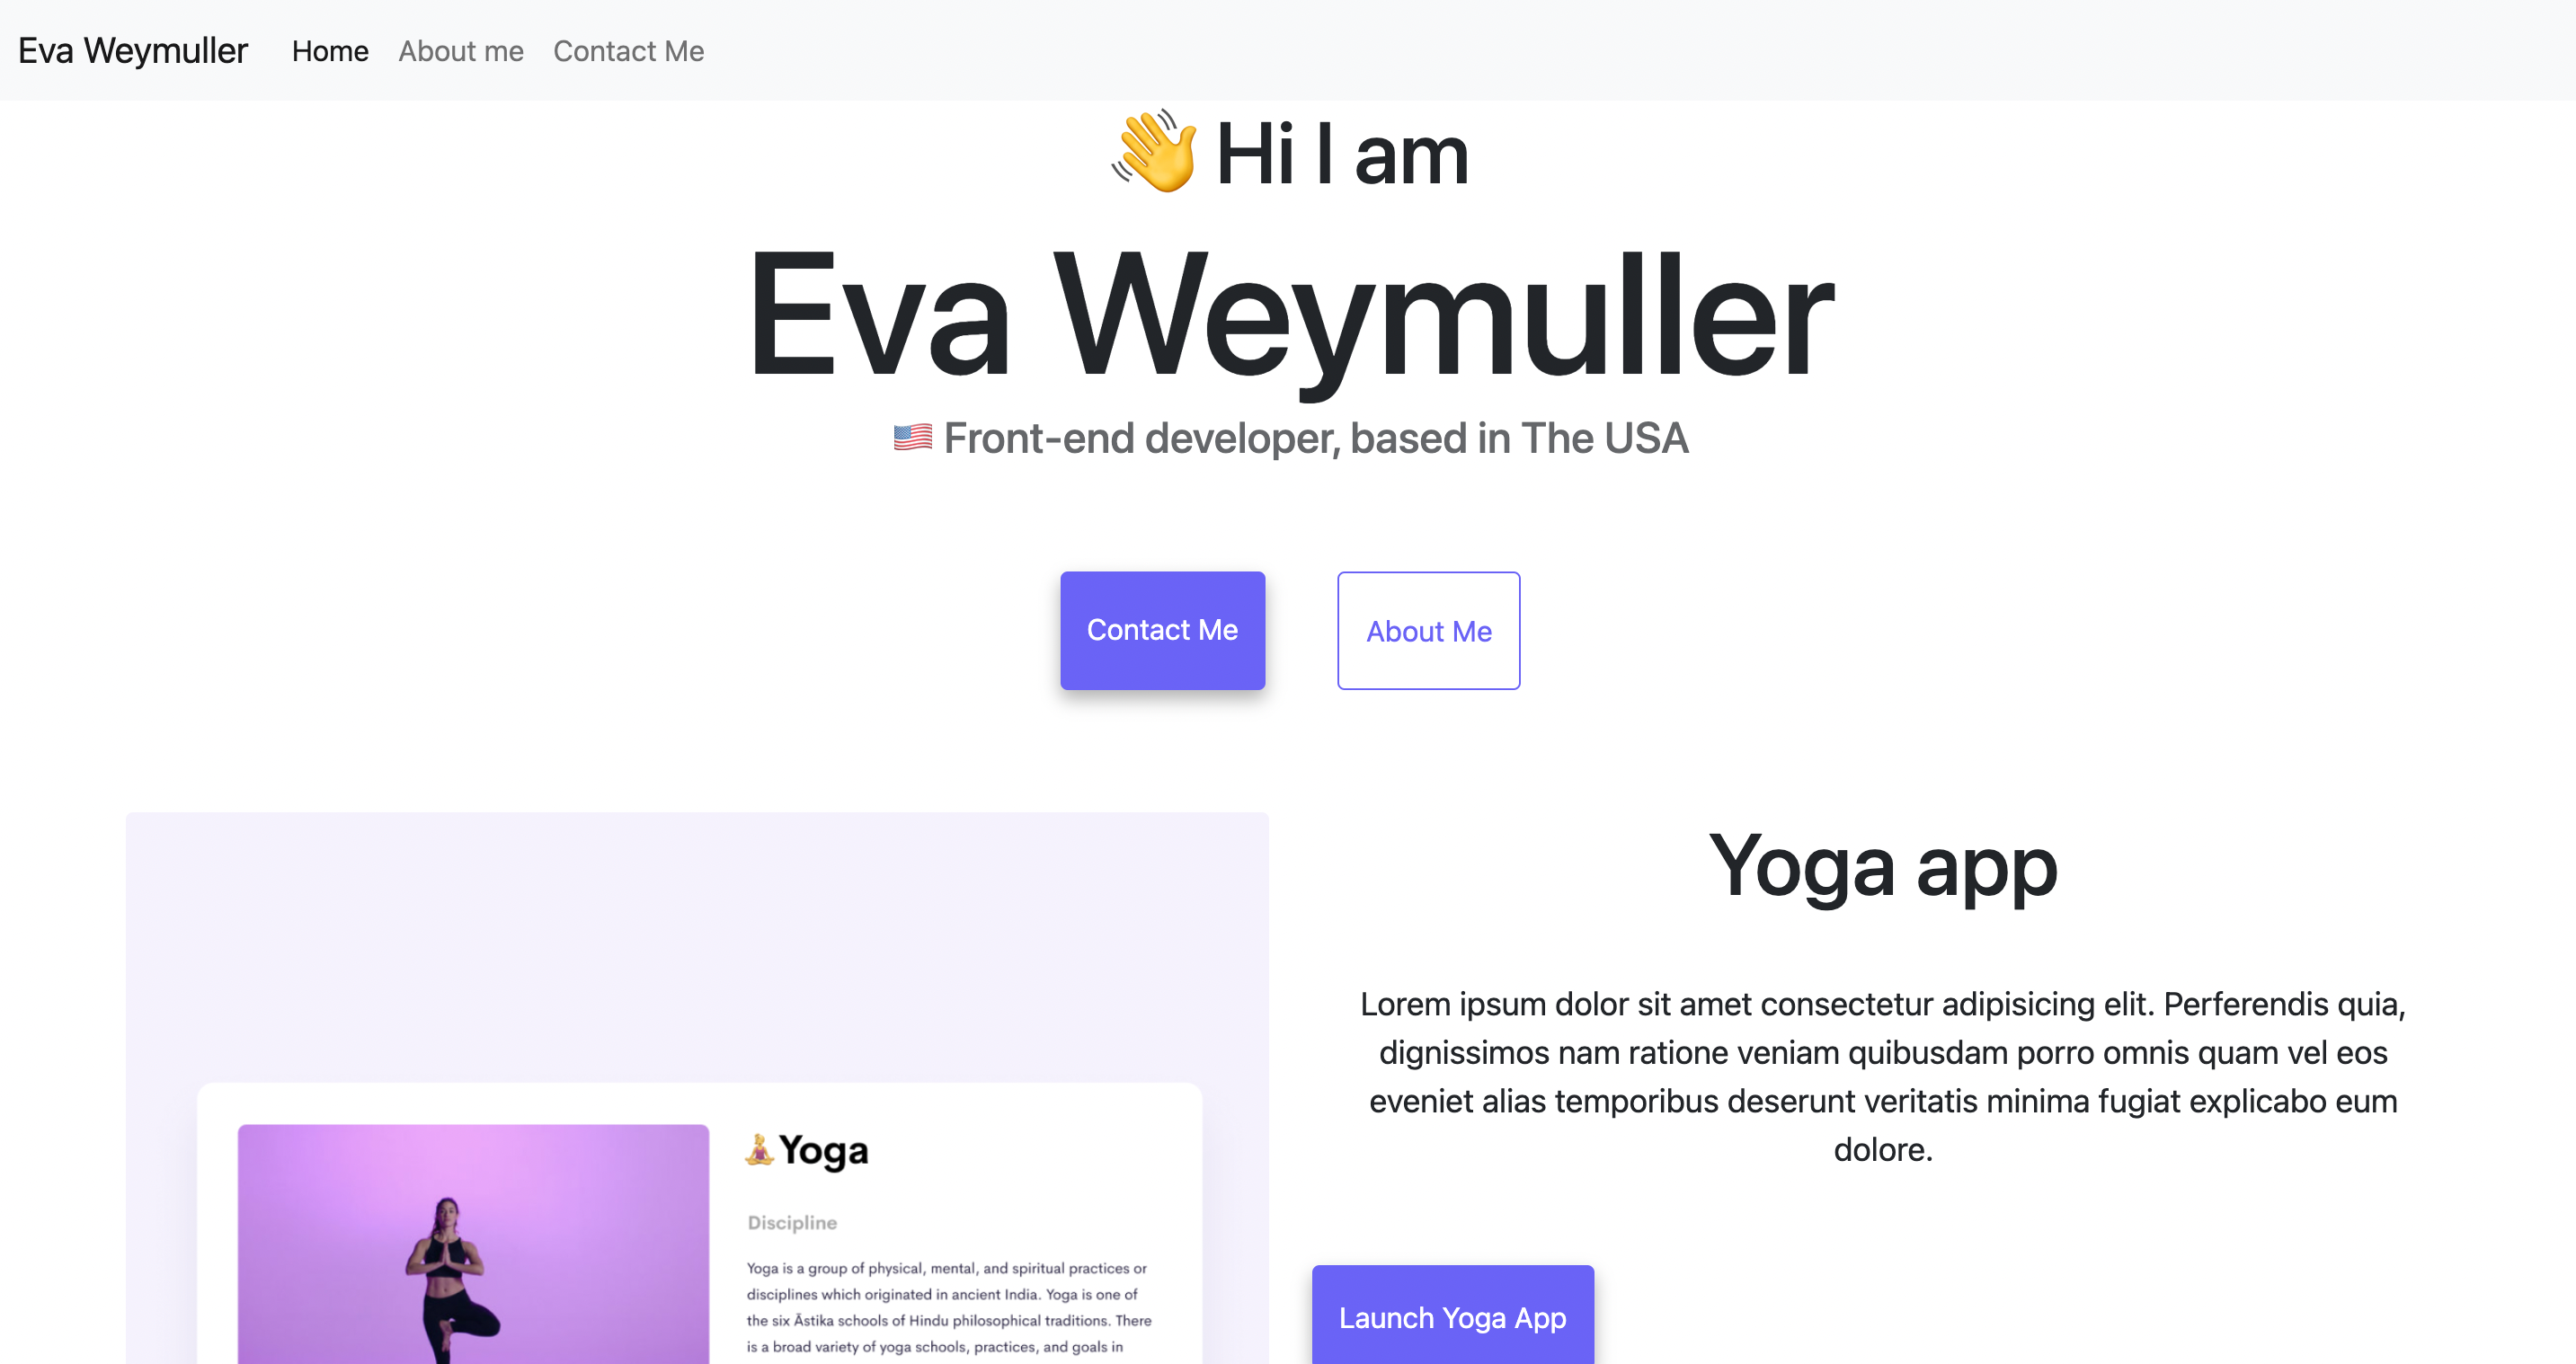 Eva Weymuller Home About me Contact Me
👋 Hi I am
Eva Weymuller
🇺🇸 Front-end developer, based in The USA
Contact Me
About Me
Yoga app
Lorem ipsum dolor sit amet consectetur adipisicing elit. Perferendis quia,
dignissimos nam ratione veniam quibusdam porro omnis quam vel eos
eveniet alias temporibus deserunt veritatis minima fugiat explicabo eum
dolore.
Launch Yoga App
🧘Yoga
Discipline
Yoga is a group of physical, mental, and spiritual practices or
disciplines which originated in ancient India. Yoga is one of
the six Āstika schools of Hindu philosophical traditions. There
is a broad variety of yoga schools, practices, and goals in